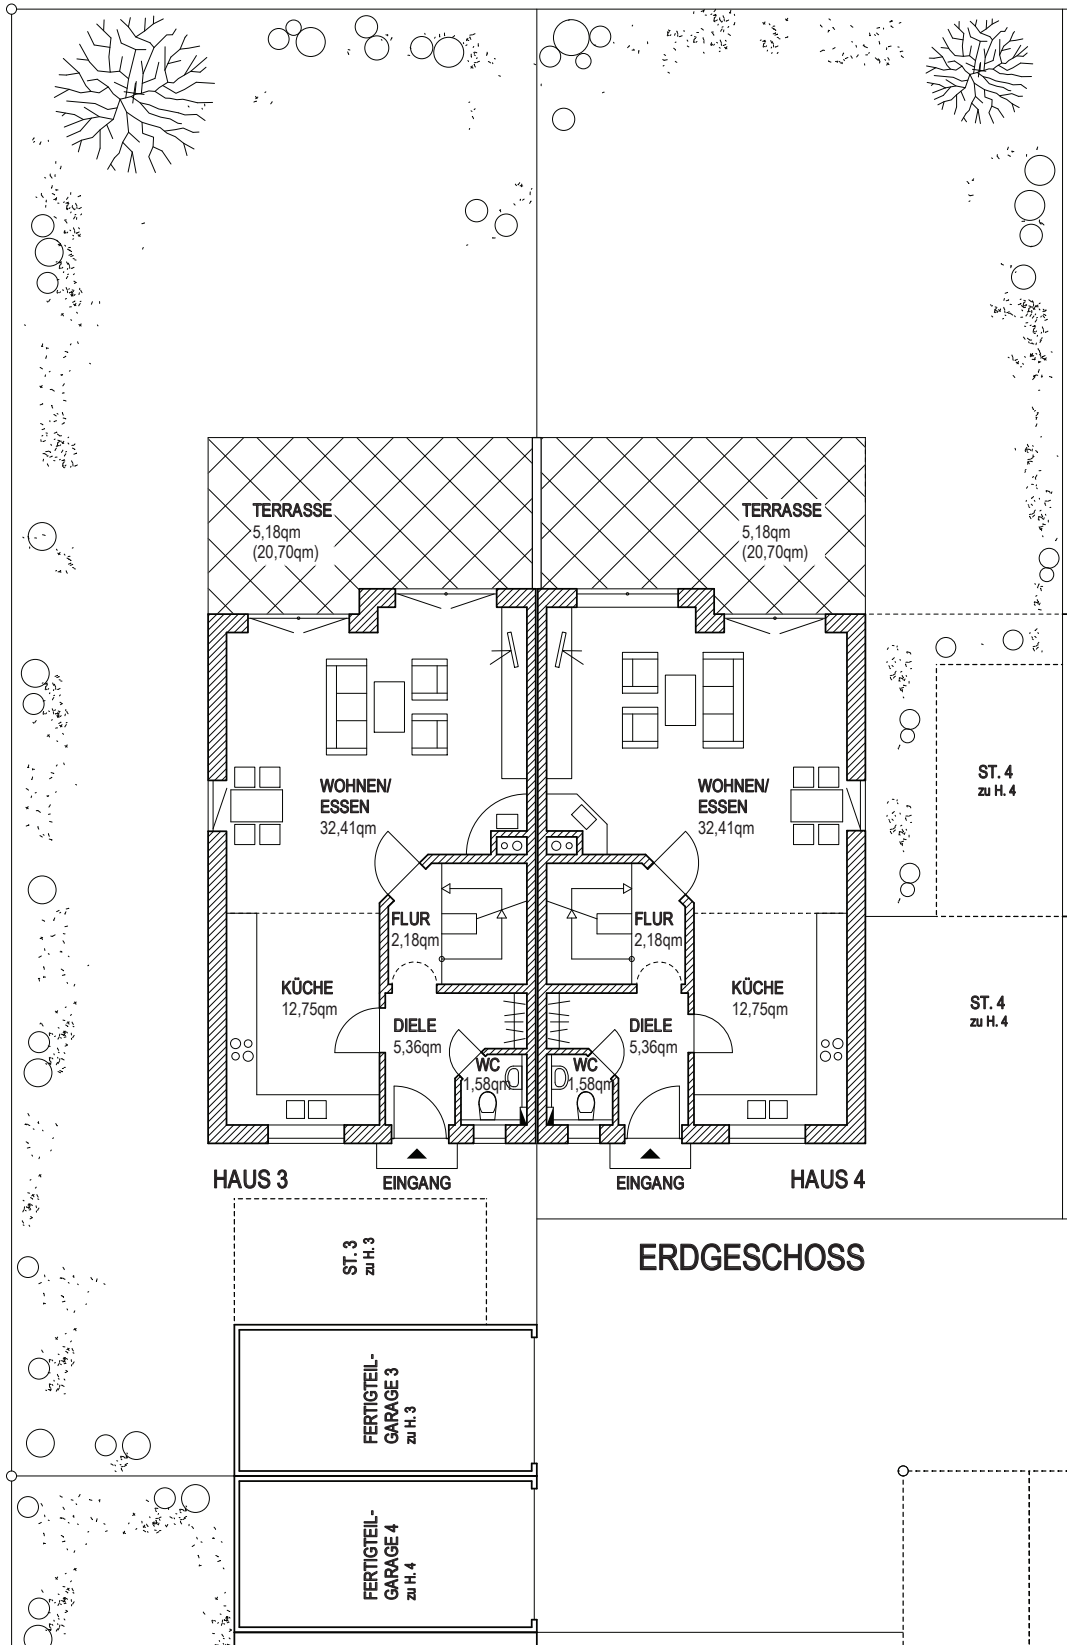 TERRASSE
5,18qm
(20,70qm)
TERRASSE
5,18qm
(20,70qm)
WOHNEN/
ESSEN
32,41qm
WOHNEN/
ESSEN
32,41qm
ST. 4
zu H. 4
FLUR
2,18qm
FLUR
2,18qm
KÜCHE
12,75qm
KÜCHE
12,75qm
ST. 4
zu H. 4
DIELE
5,36qm
DIELE
5,36qm
WC
1,58qm
WC
1,58qm
HAUS 3
EINGANG
EINGANG
HAUS 4
ST. 3
zu H. 3
ERDGESCHOSS
FERTIGTEIL-
GARAGE 3
zu H. 3
FERTIGTEIL-
GARAGE 4
zu H. 4